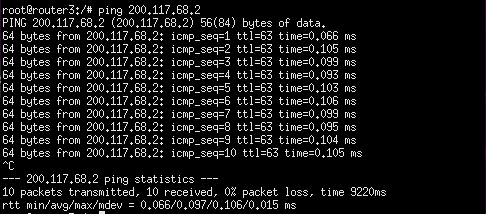 root@router3:/# ping 200.117.68.2
PING 200.117.68.2 (200.117.68.2) 56(84) bytes of data.
64 bytes from 200.117.68.2: icmp_seq=1 ttl=63 time=0.066 ms
64 bytes from 200.117.68.2: icmp_seq=2 ttl=63 time=0.105 ms
64 bytes from 200.117.68.2: icmp_seq=3 ttl=63 time=0.099 ms
64 bytes from 200.117.68.2: icmp_seq=4 ttl=63 time=0.093 ms
64 bytes from 200.117.68.2: icmp_seq=5 ttl=63 time=0.103 ms
64 bytes from 200.117.68.2: icmp_seq=6 ttl=63 time=0.106 ms
64 bytes from 200.117.68.2: icmp_seq=7 ttl=63 time=0.099 ms
64 bytes from 200.117.68.2: icmp_seq=8 ttl=63 time=0.095 ms
64 bytes from 200.117.68.2: icmp_seq=9 ttl=63 time=0.104 ms
64 bytes from 200.117.68.2: icmp_seq=10 ttl=63 time=0.105 ms
^C
--- 200.117.68.2 ping statistics ---
10 packets transmitted, 10 received, 0% packet loss, time 9220ms
rtt min/avg/max/mdev = 0.066/0.097/0.106/0.015 ms